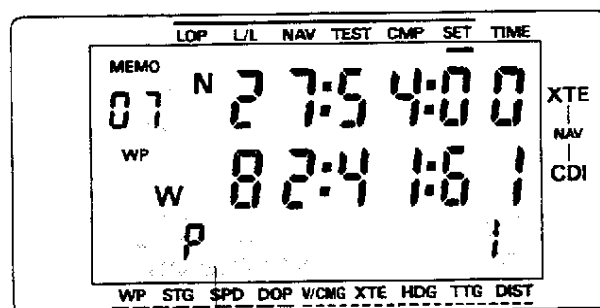 LOP L/L NAV TEST CMP SET TIME
MEMO
N 27:54:00
07
XTE
NAV
CDI
WP
W 82:41:61
P 1
WP STG SPD DOP V/CMG XTE HDG TTG DIST